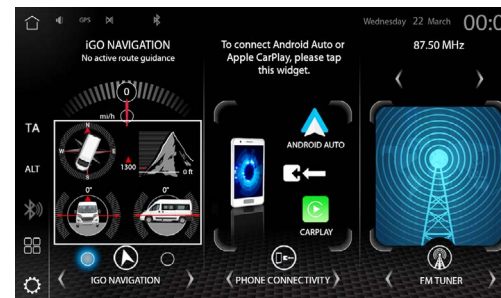 GPS
Wednesday 22 March 00:0
iGO NAVIGATION
No active route guidance
0
mi/h
N
W
E
S
1300
0 ft
0°
0°
iGO NAVIGATION
To connect Android Auto or
Apple CarPlay, please tap
this widget.
ANDROID AUTO
CARPLAY
PHONE CONNECTIVITY
87.50 MHz
FM TUNER
TA
ALT